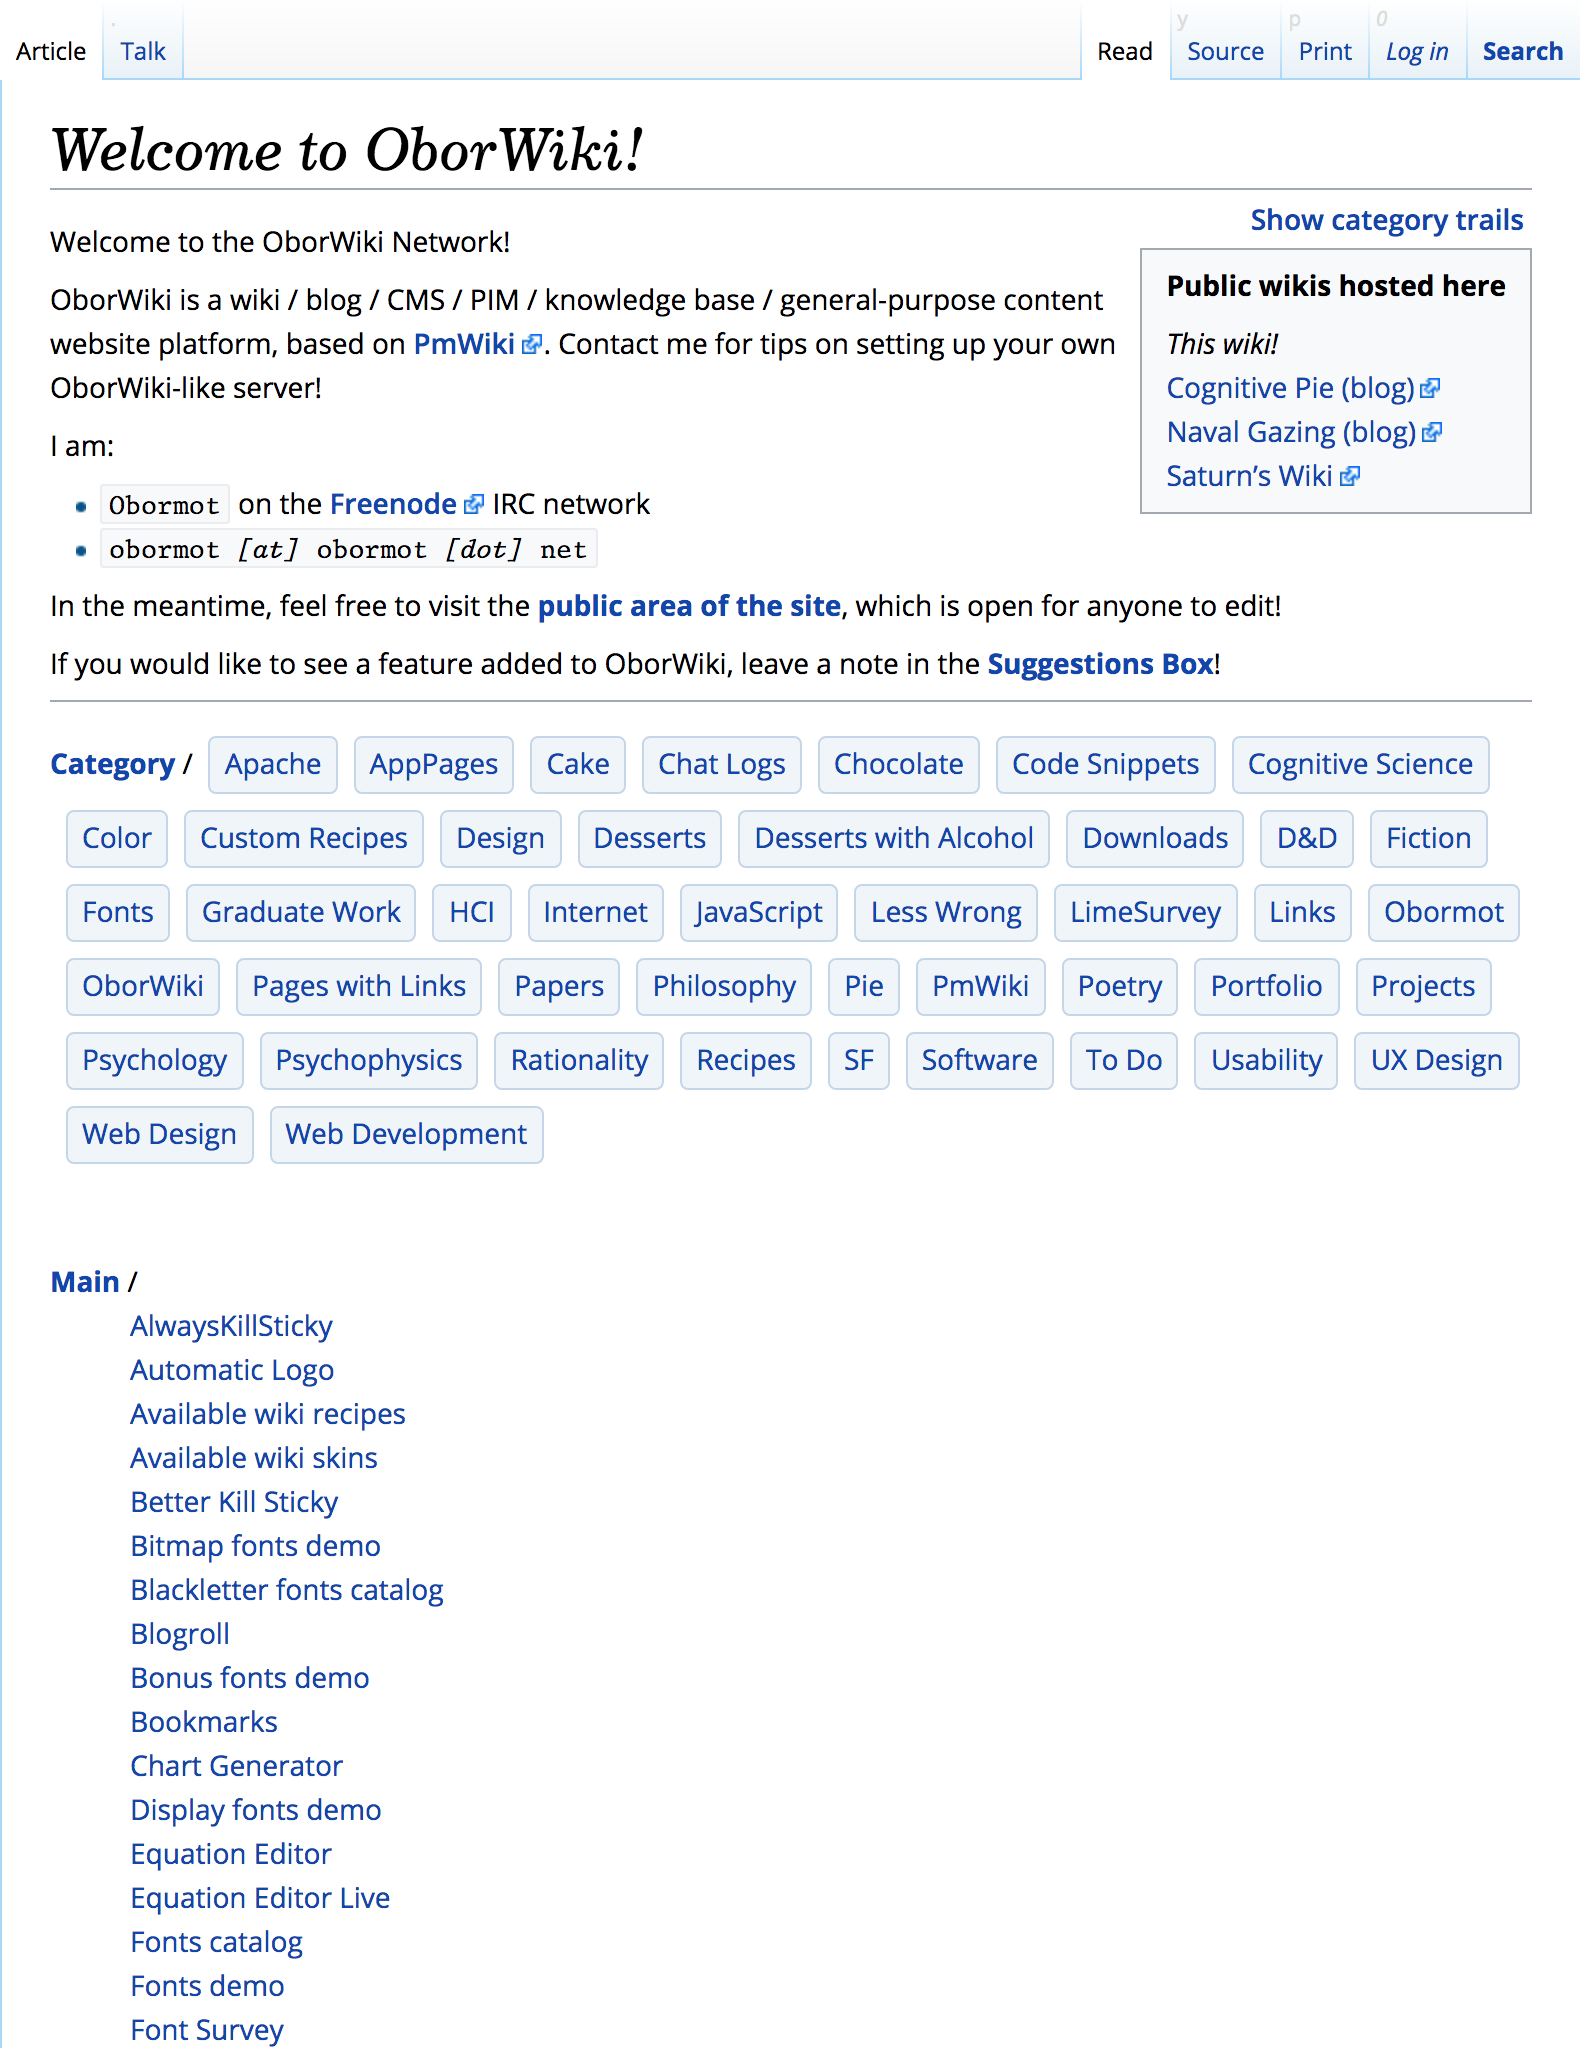 . y p 0
Article Talk Read Source Print Log in Search
Welcome to OborWiki!
Show category trails
Welcome to the OborWiki Network!
OborWiki is a wiki / blog / CMS / PIM / knowledge base / general-purpose content
website platform, based on PmWiki. Contact me for tips on setting up your own
OborWiki-like server!
Public wikis hosted here
This wiki!
Cognitive Pie (blog)
Naval Gazing (blog)
Saturn’s Wiki
I am:
Obormot on the Freenode IRC network
obormot [at] obormot [dot] net
In the meantime, feel free to visit the public area of the site, which is open for anyone to edit!
If you would like to see a feature added to OborWiki, leave a note in the Suggestions Box!
Category / Apache AppPages Cake Chat Logs Chocolate Code Snippets Cognitive Science
Color Custom Recipes Design Desserts Desserts with Alcohol Downloads D&D Fiction
Fonts Graduate Work HCI Internet JavaScript Less Wrong LimeSurvey Links Obormot
OborWiki Pages with Links Papers Philosophy Pie PmWiki Poetry Portfolio Projects
Psychology Psychophysics Rationality Recipes SF Software To Do Usability UX Design
Web Design Web Development
Main /
AlwaysKillSticky
Automatic Logo
Available wiki recipes
Available wiki skins
Better Kill Sticky
Bitmap fonts demo
Blackletter fonts catalog
Blogroll
Bonus fonts demo
Bookmarks
Chart Generator
Display fonts demo
Equation Editor
Equation Editor Live
Fonts catalog
Fonts demo
Font Survey